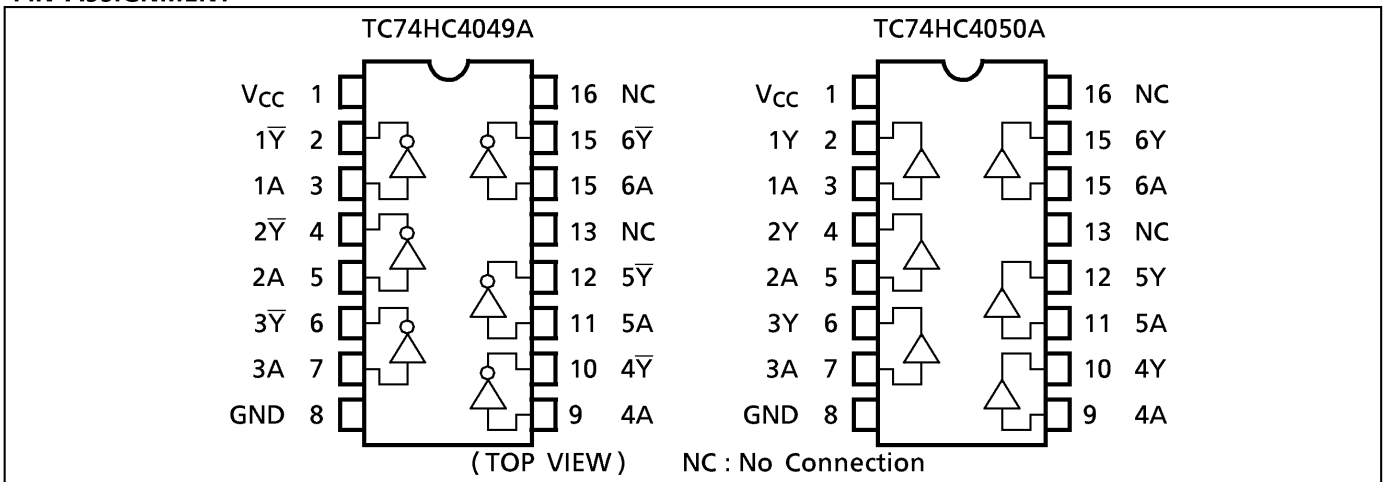 PIN ASSIGNMENT
TC74HC4049A TC74HC4050A
VCC 1 16 NC VCC 1 16 NC
1Y̅ 2 15 6Y̅ 1Y 2 15 6Y
1A 3 15 6A 1A 3 15 6A
2Y̅ 4 13 NC 2Y 4 13 NC
2A 5 12 5Y̅ 2A 5 12 5Y
3Y̅ 6 11 5A 3Y 6 11 5A
3A 7 10 4Y̅ 3A 7 10 4Y
GND 8 9 4A GND 8 9 4A
( TOP VIEW ) NC : No Connection